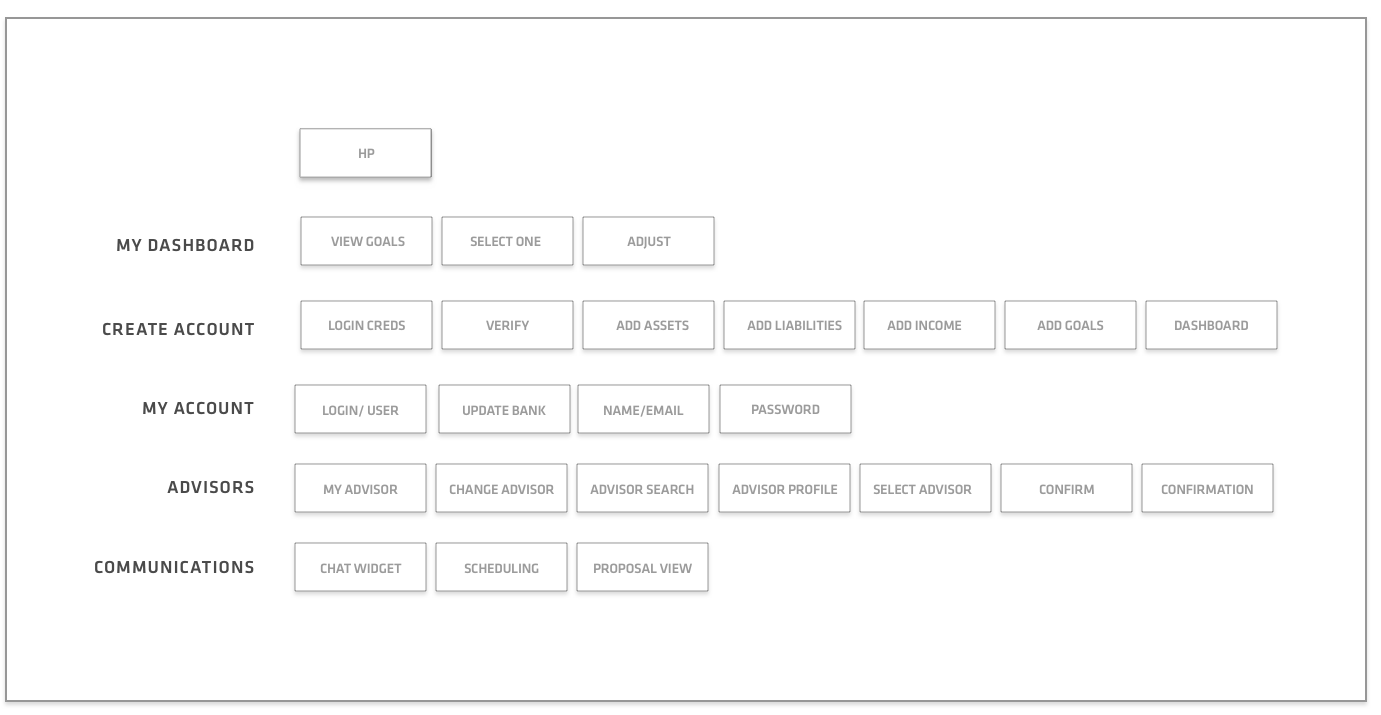 HP
MY DASHBOARD VIEW GOALS SELECT ONE ADJUST
CREATE ACCOUNT LOGIN CREDS VERIFY ADD ASSETS ADD LIABILITIES ADD INCOME ADD GOALS DASHBOARD
MY ACCOUNT LOGIN/ USER UPDATE BANK NAME/EMAIL PASSWORD
ADVISORS MY ADVISOR CHANGE ADVISOR ADVISOR SEARCH ADVISOR PROFILE SELECT ADVISOR CONFIRM CONFIRMATION
COMMUNICATIONS CHAT WIDGET SCHEDULING PROPOSAL VIEW